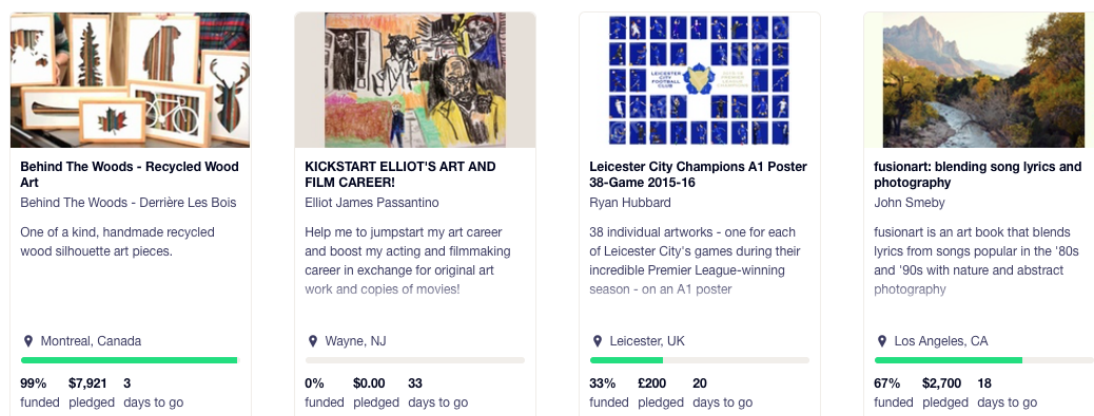 Behind The Woods - Recycled Wood
Art
Behind The Woods - Derrière Les Bois
One of a kind, handmade recycled
wood silhouette art pieces.
Montreal, Canada
99% $7,921 3
funded pledged days to go
KICKSTART ELLIOT'S ART AND
FILM CAREER!
Elliot James Passantino
Help me to jumpstart my art career
and boost my acting and filmmaking
career in exchange for original art
work and copies of movies!
Wayne, NJ
0% $0.00 33
funded pledged days to go
LEICESTER
CITY
FOOTBALL
CLUB
Leicester City Champions A1 Poster
38-Game 2015-16
Ryan Hubbard
38 individual artworks - one for each
of Leicester City's games during their
incredible Premier League-winning
season - on an A1 poster
Leicester, UK
33% £200 20
funded pledged days to go
fusionart: blending song lyrics and
photography
John Smeby
fusionart is an art book that blends
lyrics from songs popular in the '80s
and '90s with nature and abstract
photography
Los Angeles, CA
67% $2,700 18
funded pledged days to go